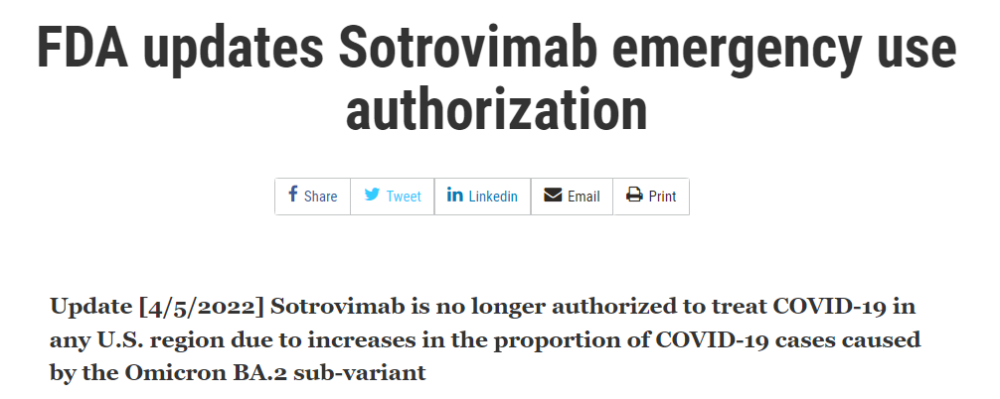 FDA updates Sotrovimab emergency use
authorization
Share Tweet Linkedin Email Print
Update [4/5/2022] Sotrovimab is no longer authorized to treat COVID-19 in
any U.S. region due to increases in the proportion of COVID-19 cases caused
by the Omicron BA.2 sub-variant